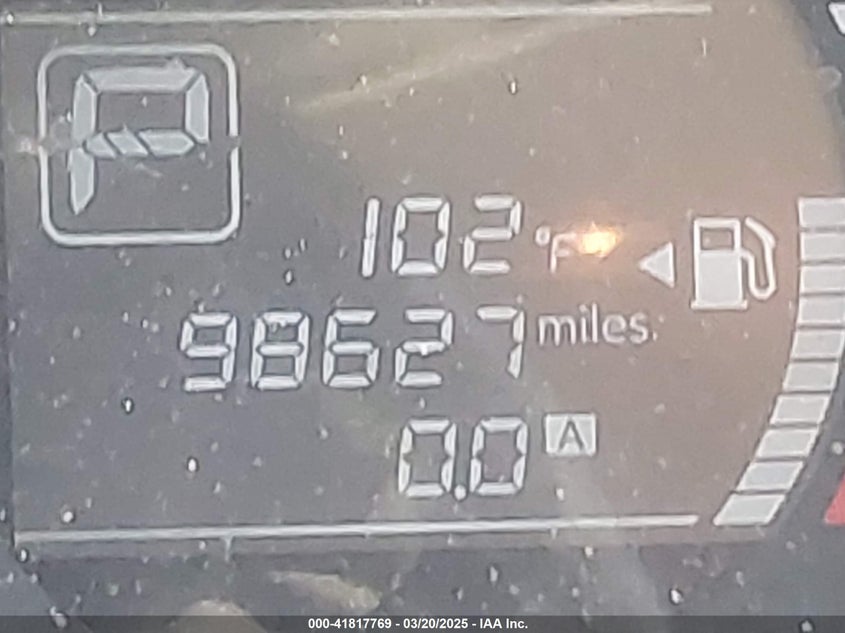 P
102 °F
98627 miles
0.0 A
000-41817769 - 03/20/2025 - IAA Inc.